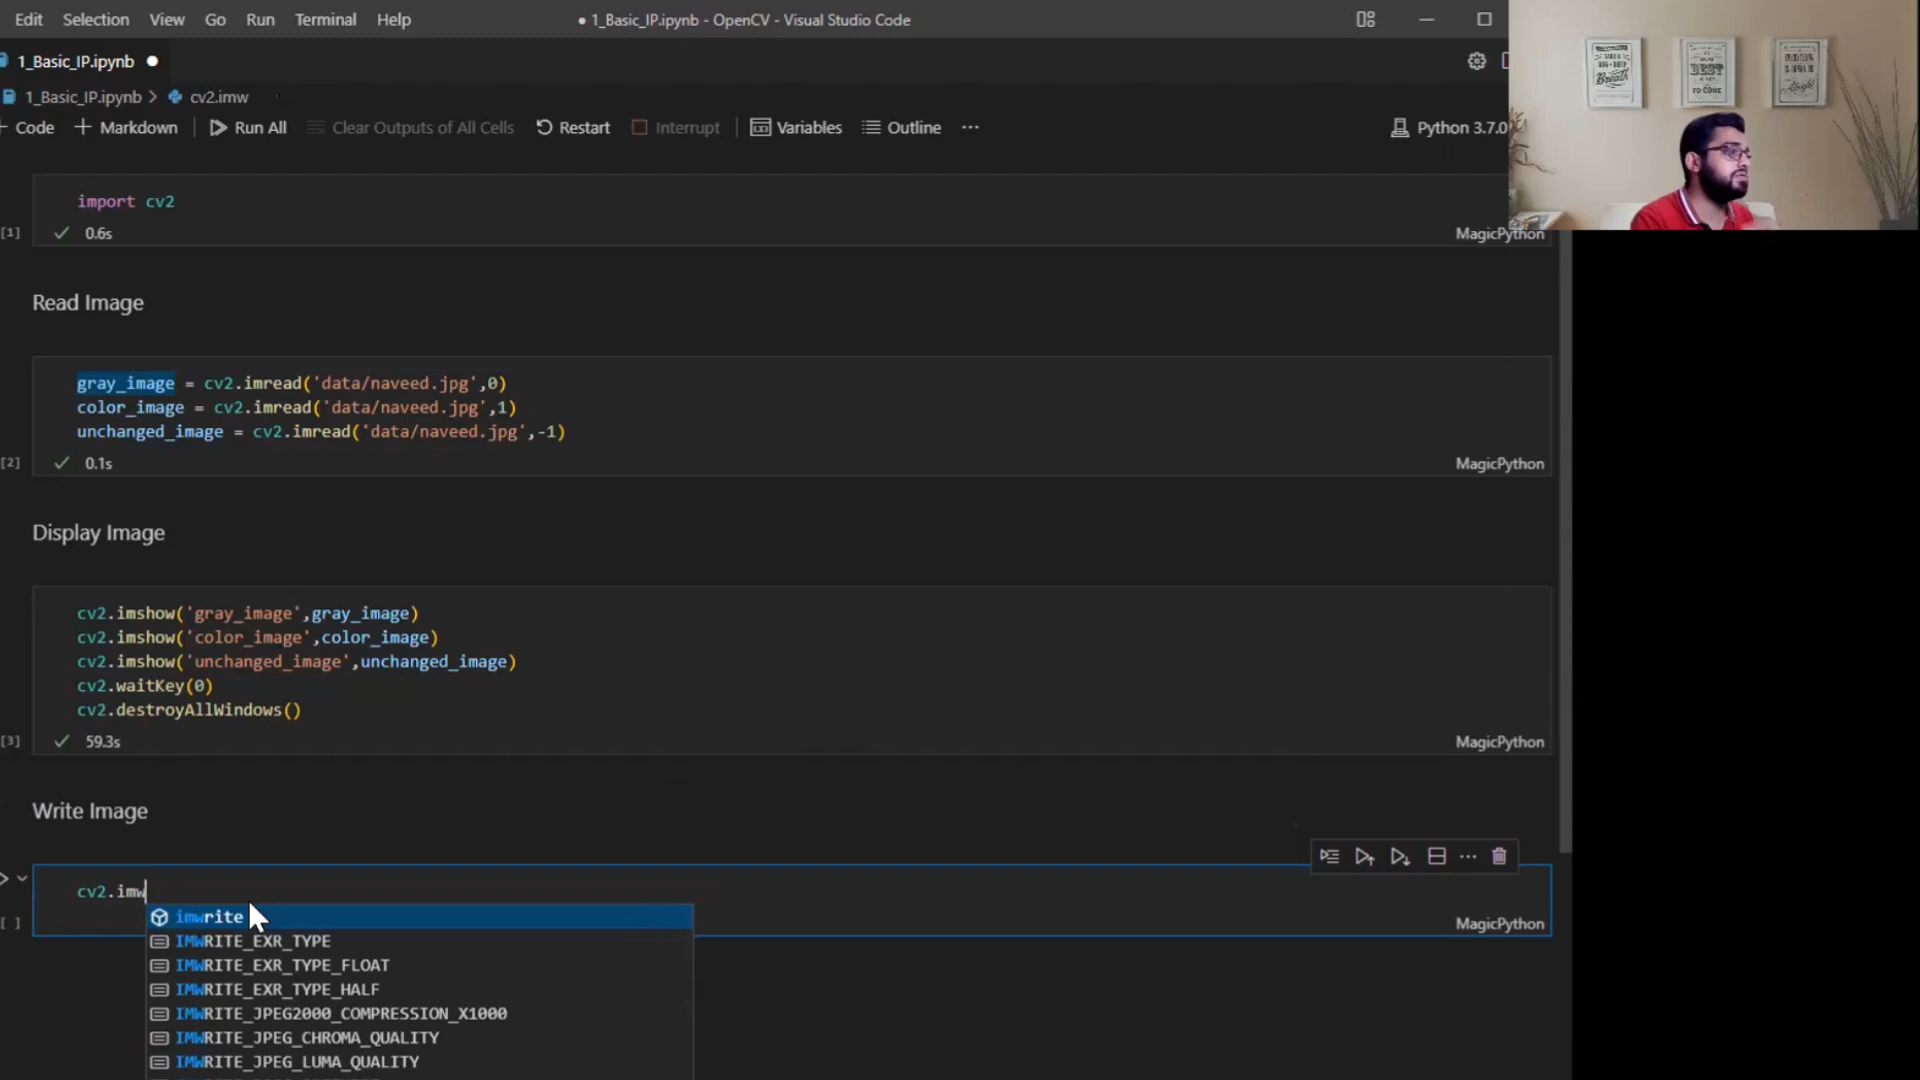 Edit Selection View Go Run Terminal Help
● 1_Basic_IP.ipynb - OpenCV - Visual Studio Code
1_Basic_IP.ipynb
1_Basic_IP.ipynb > cv2.imw
+ Code + Markdown Run All Clear Outputs of All Cells Restart Interrupt Variables Outline ···
Python 3.7.0
import cv2
[1] ✓ 0.6s MagicPython
Read Image
gray_image = cv2.imread('data/naveed.jpg',0)
color_image = cv2.imread('data/naveed.jpg',1)
unchanged_image = cv2.imread('data/naveed.jpg',-1)
[2] ✓ 0.1s MagicPython
Display Image
cv2.imshow('gray_image',gray_image)
cv2.imshow('color_image',color_image)
cv2.imshow('unchanged_image',unchanged_image)
cv2.waitKey(0)
cv2.destroyAllWindows()
[3] ✓ 59.3s MagicPython
Write Image
cv2.imw
[ ] MagicPython
imwrite
IMWRITE_EXR_TYPE
IMWRITE_EXR_TYPE_FLOAT
IMWRITE_EXR_TYPE_HALF
IMWRITE_JPEG2000_COMPRESSION_X1000
IMWRITE_JPEG_CHROMA_QUALITY
IMWRITE_JPEG_LUMA_QUALITY
Breath
BEST
TO COME